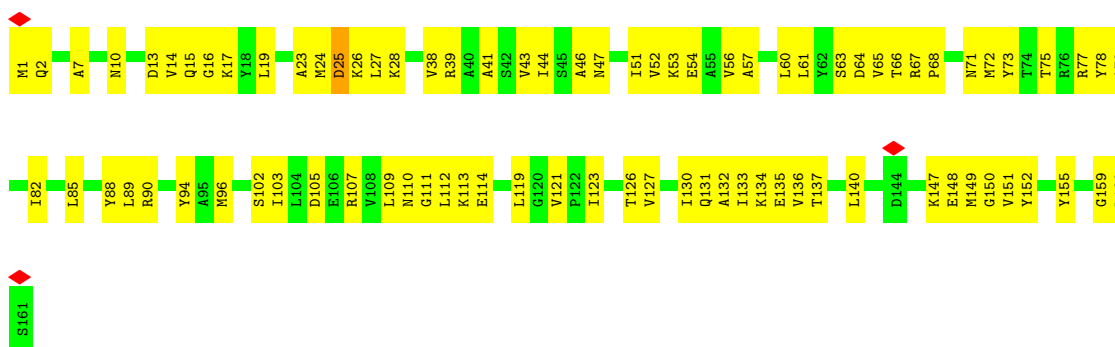 M1 Q2 A7 N10 D13 V14 Q15 G16 K17 Y18 L19 A23 M24 D25 K26 L27 K28 V38 R39 A40 A41 S42 V43 I44 S45 A46 N47 I51 V52 K53 E54 A55 V56 A57 L60 L61 Y62 S63 D64 V65 T66 R67 P68 N71 M72 Y73 T74 T75 R76 R77 Y78
I82 L85 Y88 L89 R90 Y94 A95 M96 S102 I103 L104 D105 E106 R107 V108 L109 N110 G111 L112 K113 E114 L119 G120 V121 P122 I123 T126 V127 I130 Q131 A132 I133 K134 E135 V136 T137 L140 D144 K147 E148 M149 G150 V151 Y152 Y155 G159
S161